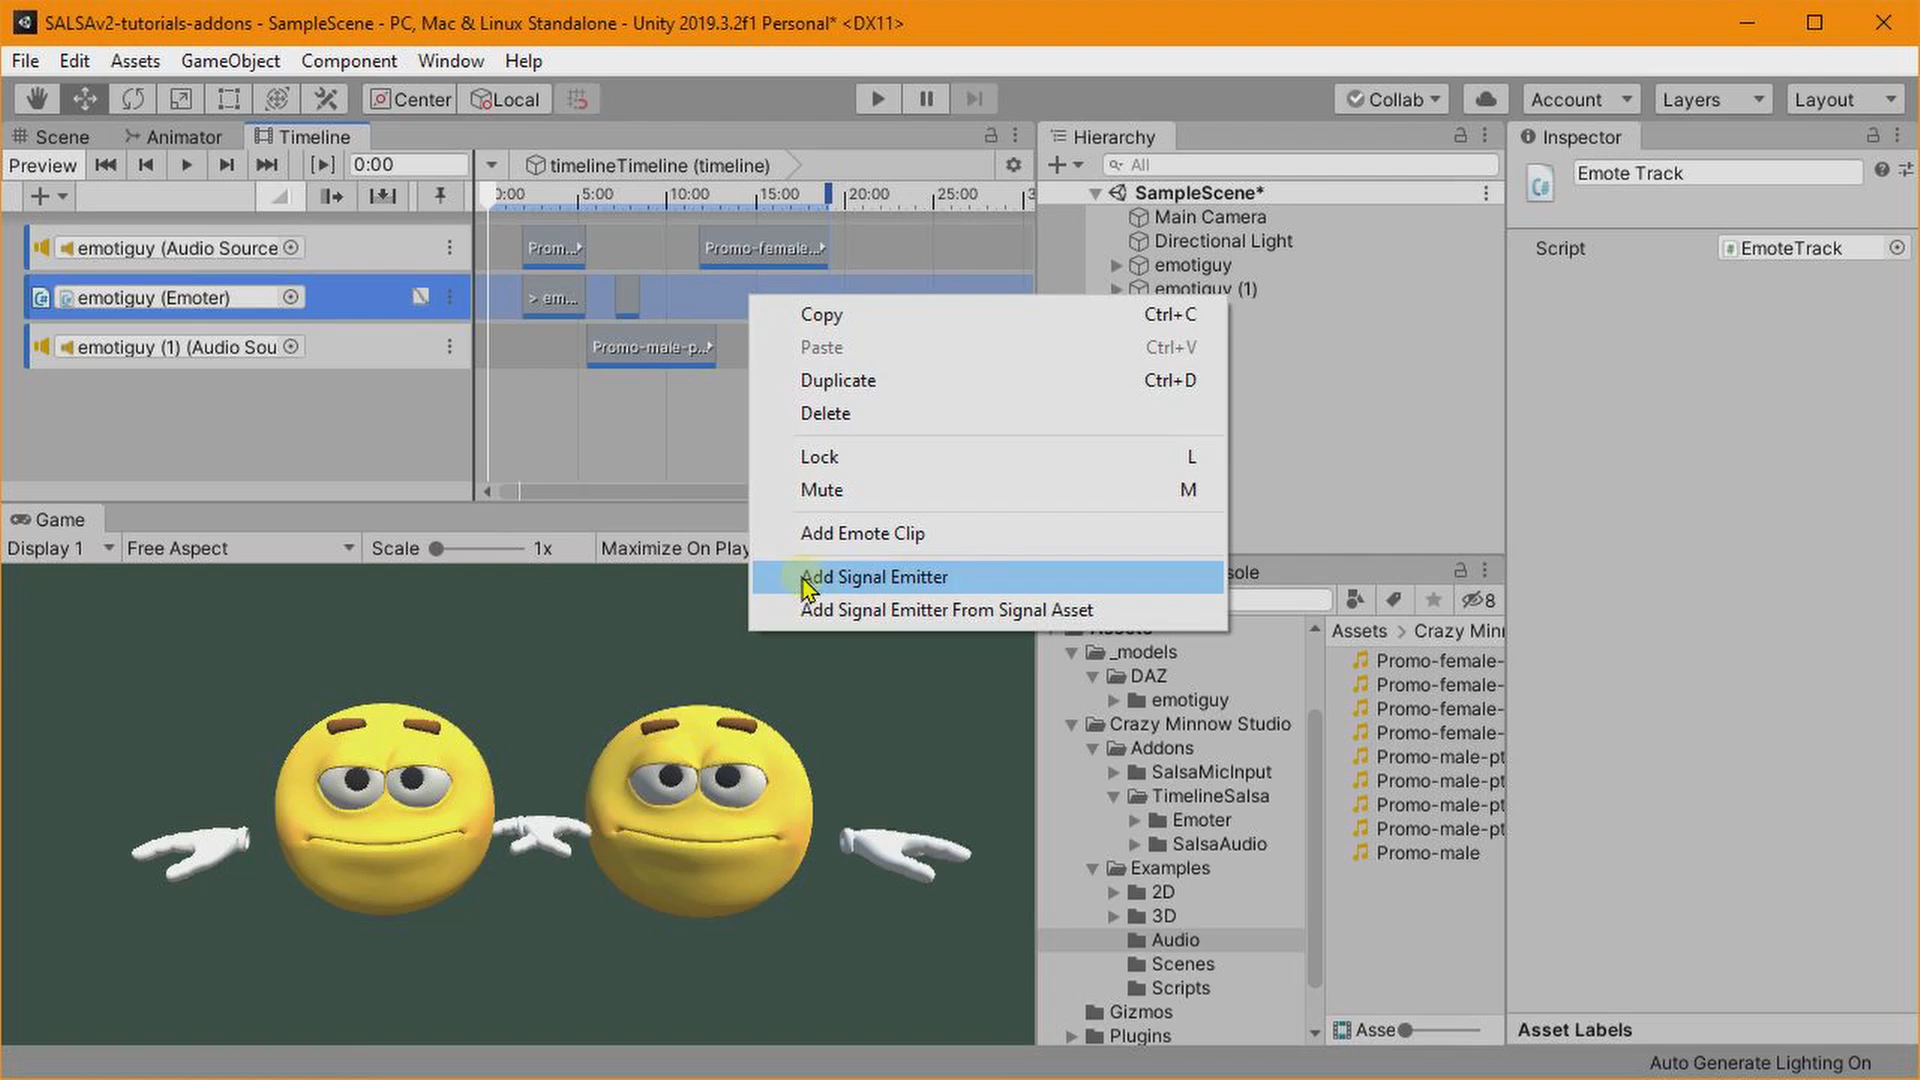 SALSAv2-tutorials-addons - SampleScene - PC, Mac & Linux Standalone - Unity 2019.3.2f1 Personal* <DX11>
File Edit Assets GameObject Component Window Help
Center Local Collab Account Layers Layout
Scene Animator Timeline
Preview 0:00 timelineTimeline (timeline)
0:00 5:00 10:00 15:00 20:00 25:00 3
emotiguy (Audio Source Prom... Promo-female...
emotiguy (Emoter) > em...
emotiguy (1) (Audio Sou Promo-male-p...
Hierarchy
All
SampleScene*
Main Camera
Directional Light
emotiguy
emotiguy (1)
Inspector
Emote Track
Script EmoteTrack
Copy Ctrl+C
Paste Ctrl+V
Duplicate Ctrl+D
Delete
Lock L
Mute M
Add Emote Clip
Add Signal Emitter
Add Signal Emitter From Signal Asset
Game
Display 1 Free Aspect Scale 1x Maximize On Play
sole
8
_models
DAZ
emotiguy
Crazy Minnow Studio
Addons
SalsaMicInput
TimelineSalsa
Emoter
SalsaAudio
Examples
2D
3D
Audio
Scenes
Scripts
Gizmos
Plugins
Assets > Crazy Minn
Promo-female-
Promo-female-
Promo-female-
Promo-female-
Promo-male-pt
Promo-male-pt
Promo-male-pt
Promo-male-pt
Promo-male
Asse
Asset Labels
Auto Generate Lighting On